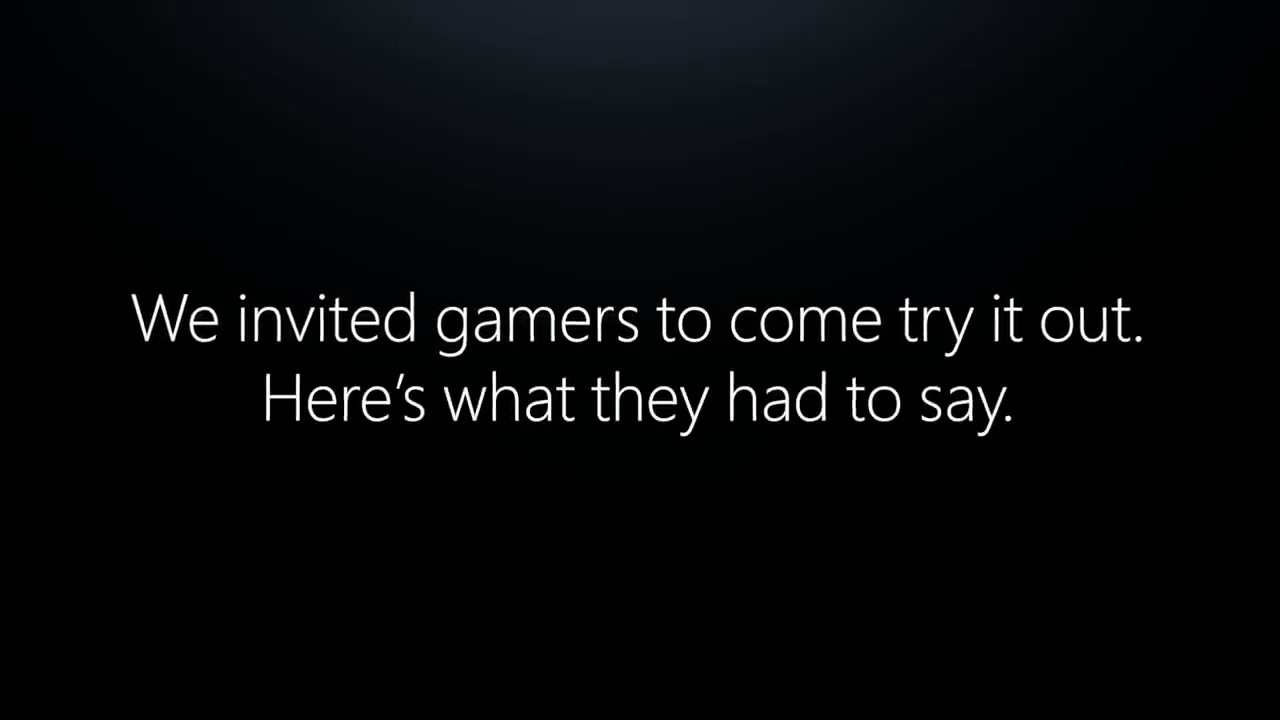 We invited gamers to come try it out.
Here’s what they had to say.